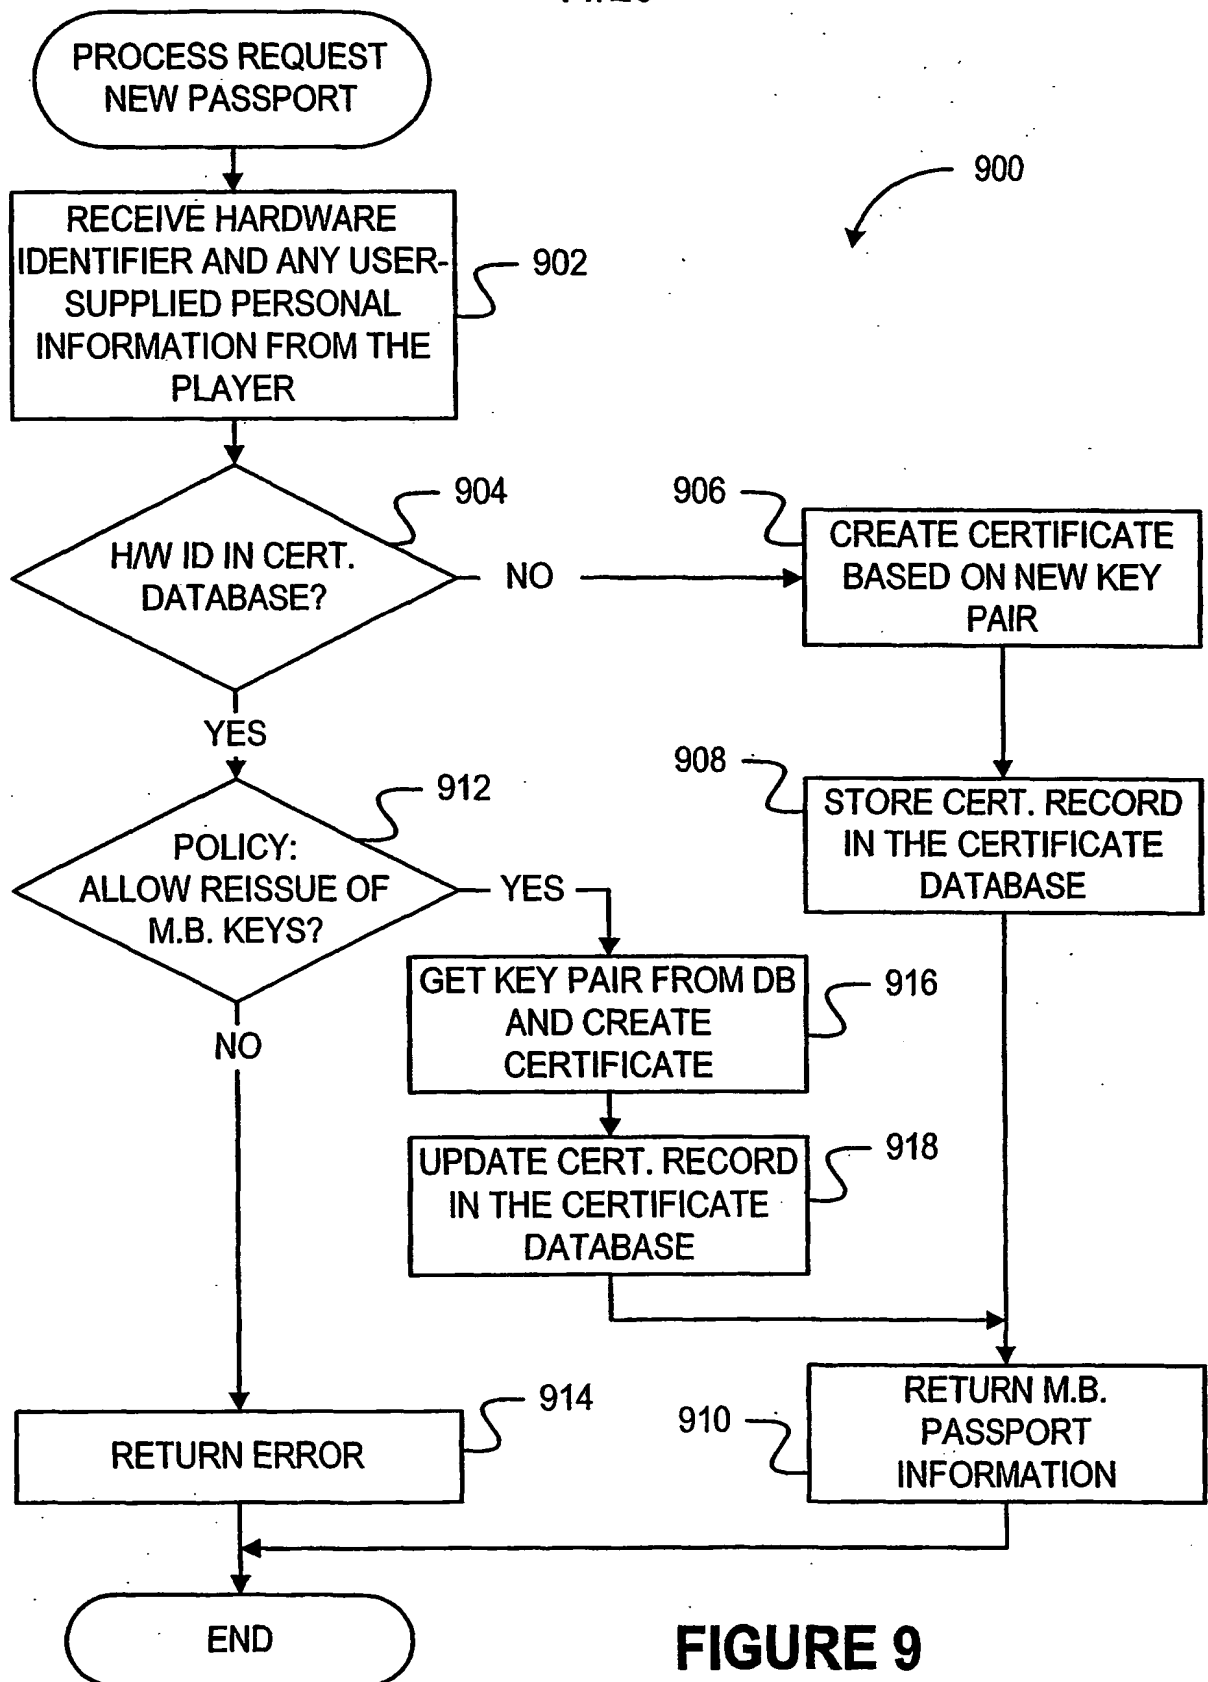 PROCESS REQUEST
NEW PASSPORT
900
RECEIVE HARDWARE
IDENTIFIER AND ANY USER-
SUPPLIED PERSONAL
INFORMATION FROM THE
PLAYER
902
904
H/W ID IN CERT.
DATABASE?
NO
906
CREATE CERTIFICATE
BASED ON NEW KEY
PAIR
YES
908
STORE CERT. RECORD
IN THE CERTIFICATE
DATABASE
912
POLICY:
ALLOW REISSUE OF
M.B. KEYS?
YES
NO
GET KEY PAIR FROM DB
AND CREATE
CERTIFICATE
916
UPDATE CERT. RECORD
IN THE CERTIFICATE
DATABASE
918
RETURN ERROR
914
910
RETURN M.B.
PASSPORT
INFORMATION
END
FIGURE 9